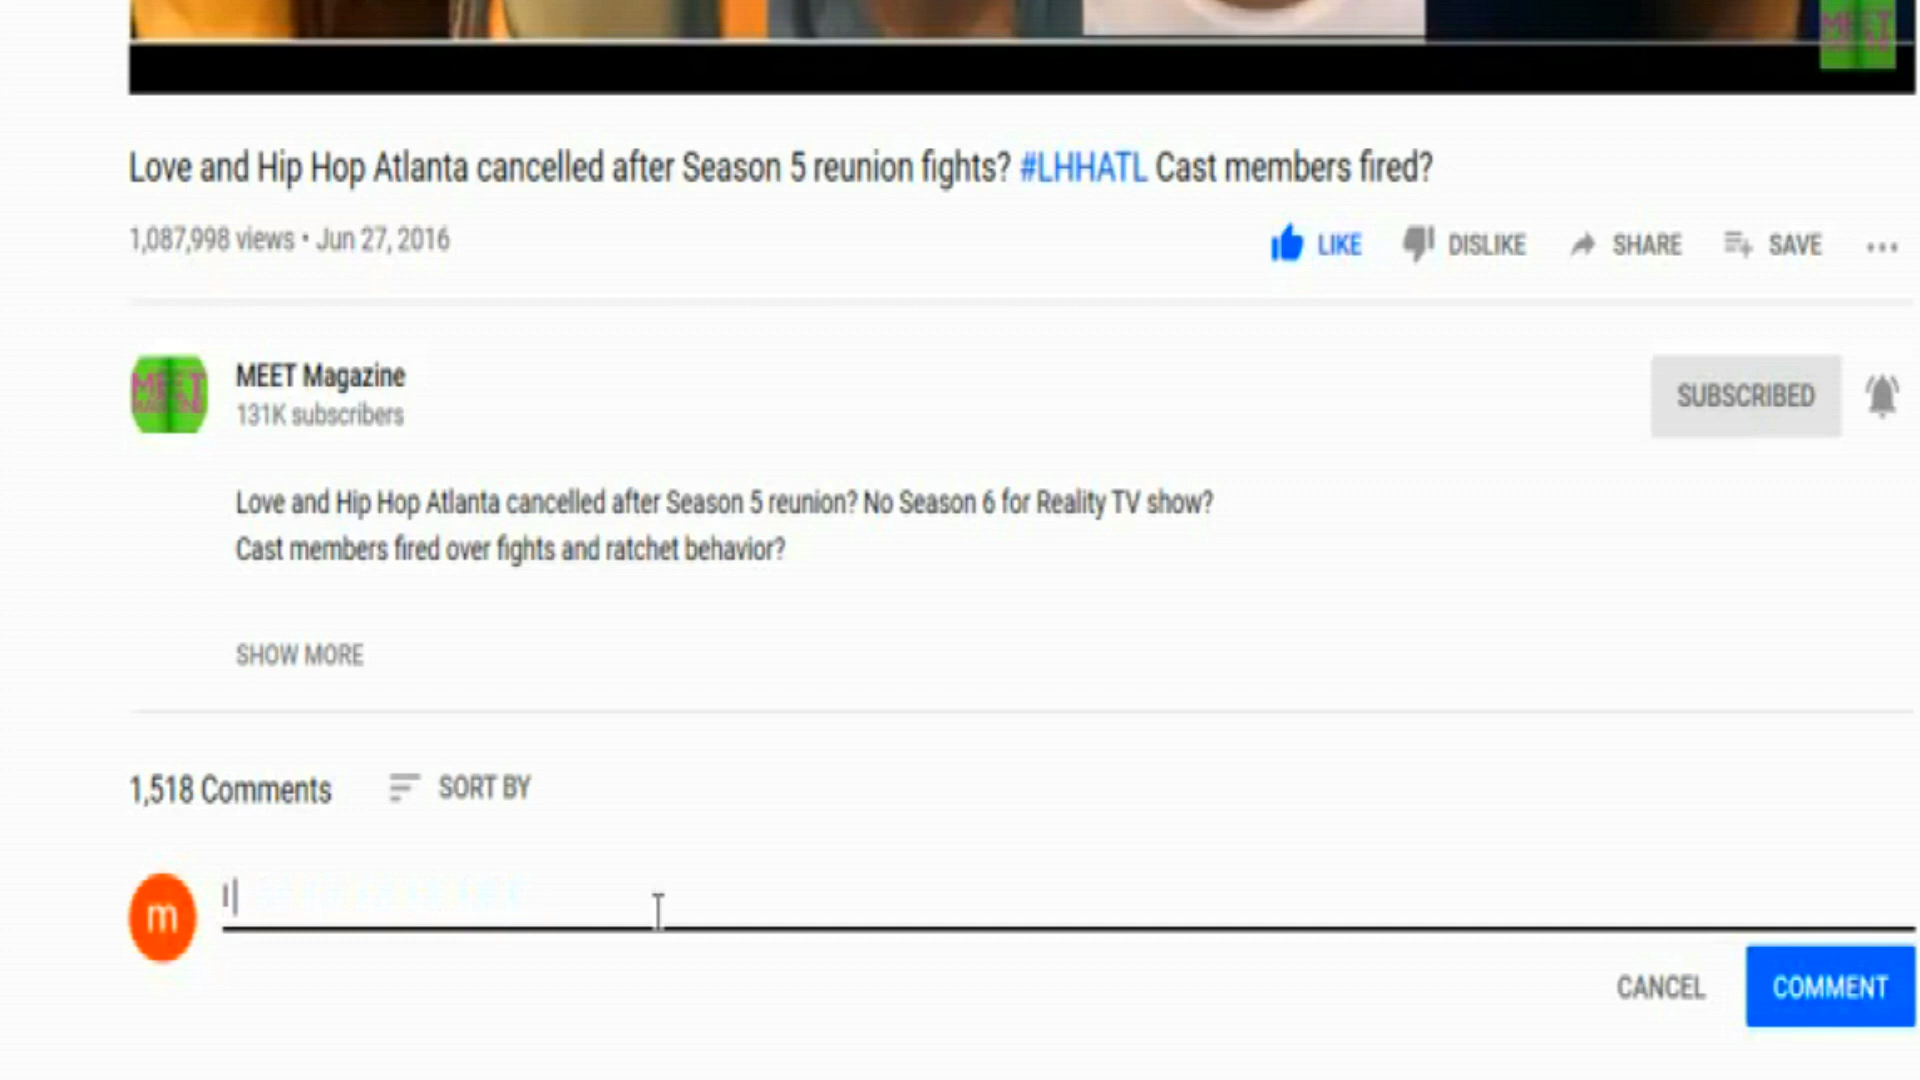 MEET
Love and Hip Hop Atlanta cancelled after Season 5 reunion fights? #LHHATL Cast members fired?
1,087,998 views • Jun 27, 2016
LIKE DISLIKE SHARE SAVE ...
MEET
MEET Magazine
131K subscribers
SUBSCRIBED
Love and Hip Hop Atlanta cancelled after Season 5 reunion? No Season 6 for Reality TV show?
Cast members fired over fights and ratchet behavior?
SHOW MORE
1,518 Comments SORT BY
m
I
CANCEL COMMENT